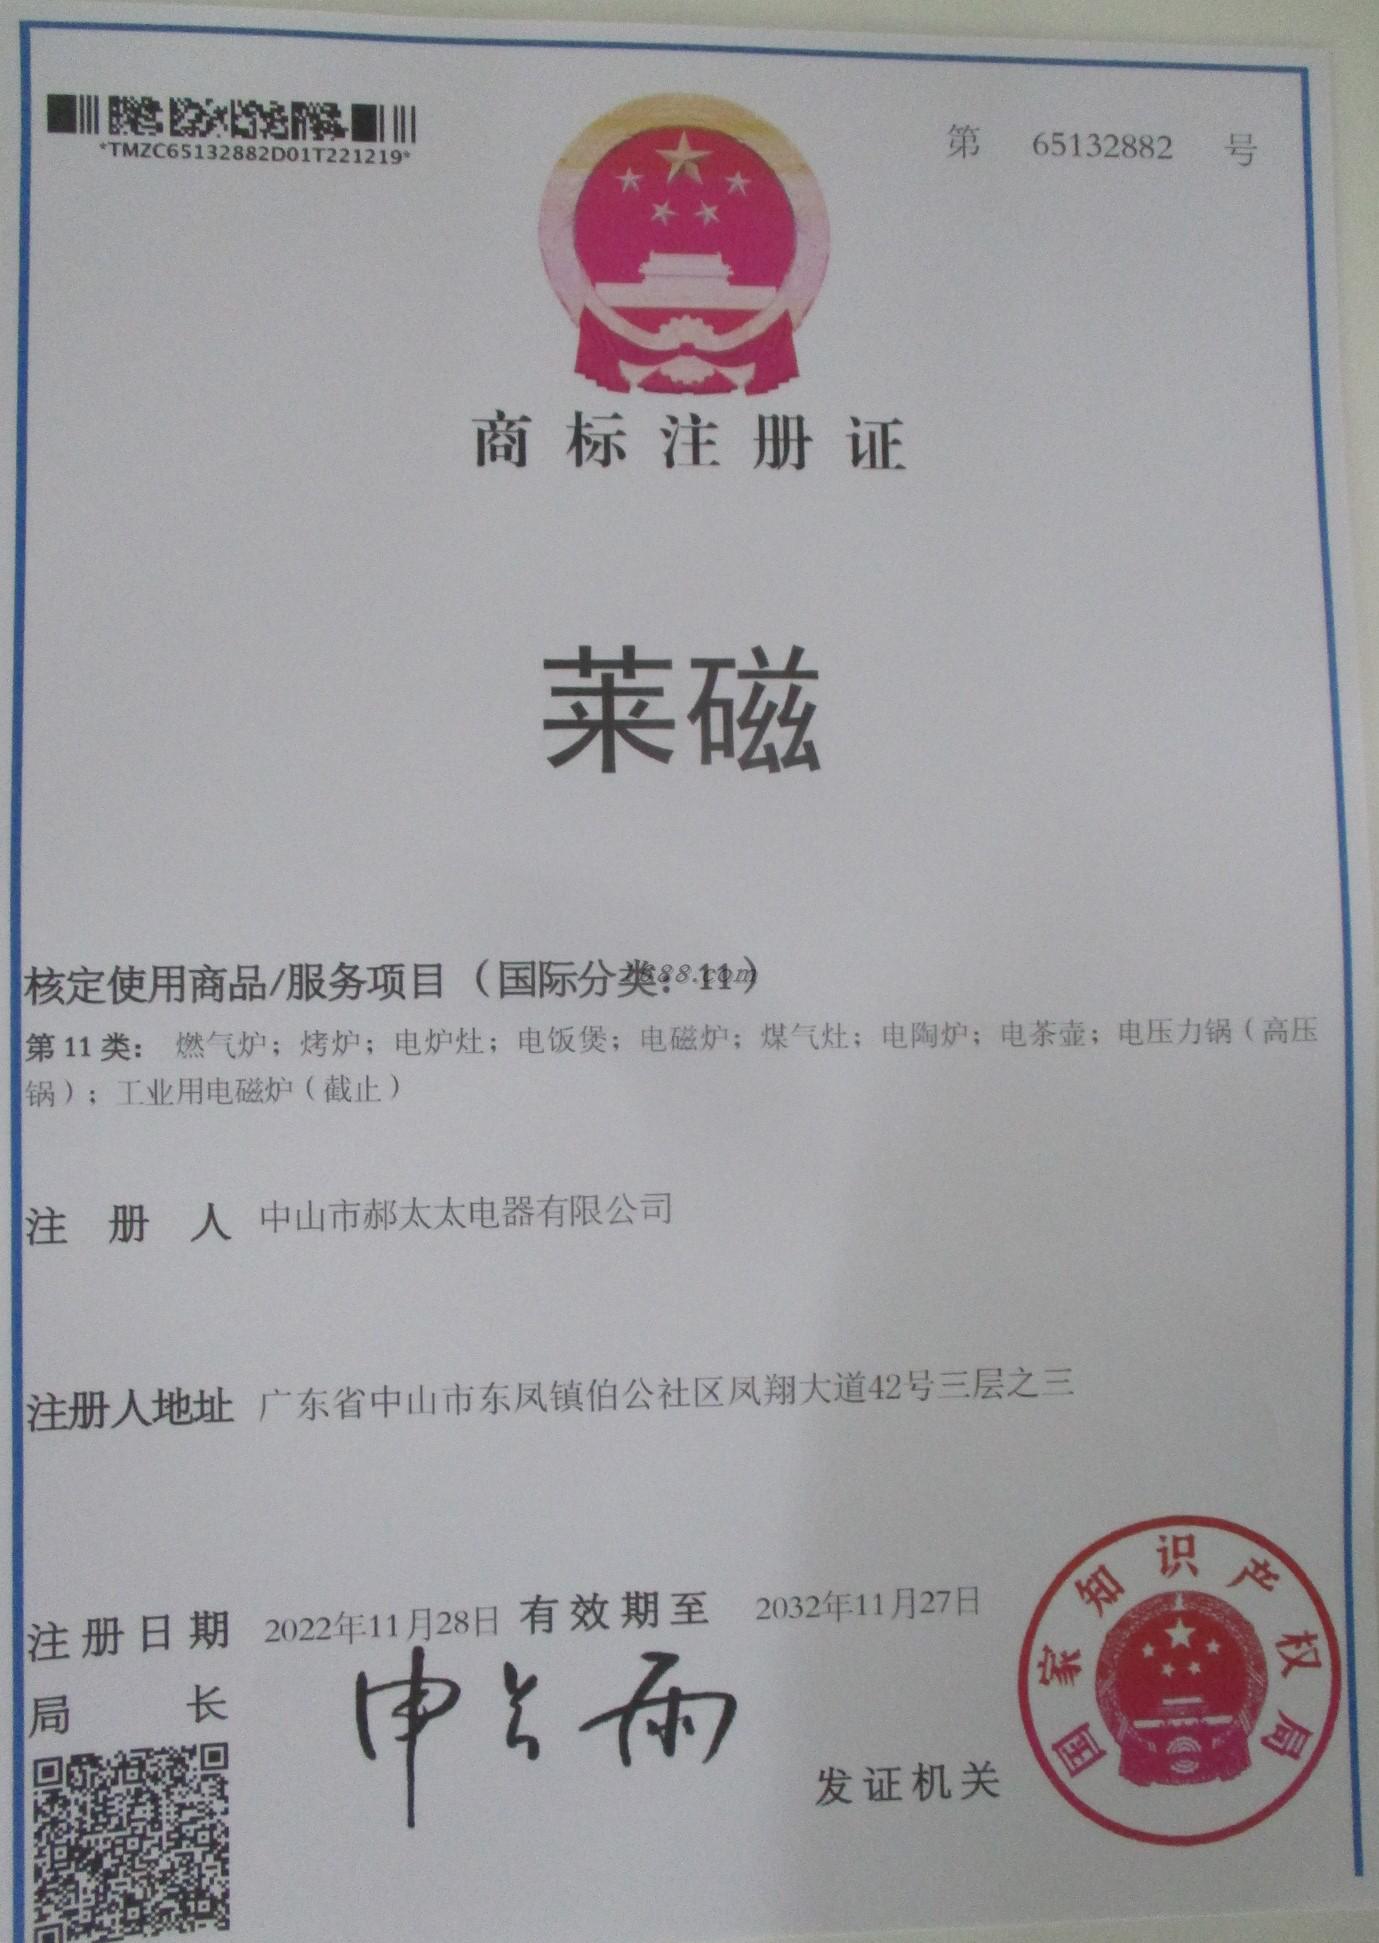 *TMZC65132882D01T221219*
第 65132882 号
商标注册证
莱磁
核定使用商品/服务项目（国际分类：11）
1688.com
第11类：燃气炉；烤炉；电炉灶；电饭煲；电磁炉；煤气灶；电陶炉；电茶壶；电压力锅（高压
锅）；工业用电磁炉（截止）
注册人 中山市郝太太电器有限公司
注册人地址 广东省中山市东凤镇伯公社区凤翔大道42号三层之三
注册日期 2022年11月28日 有效期至 2032年11月27日
局长 申长雨
发证机关
国家知识产权局